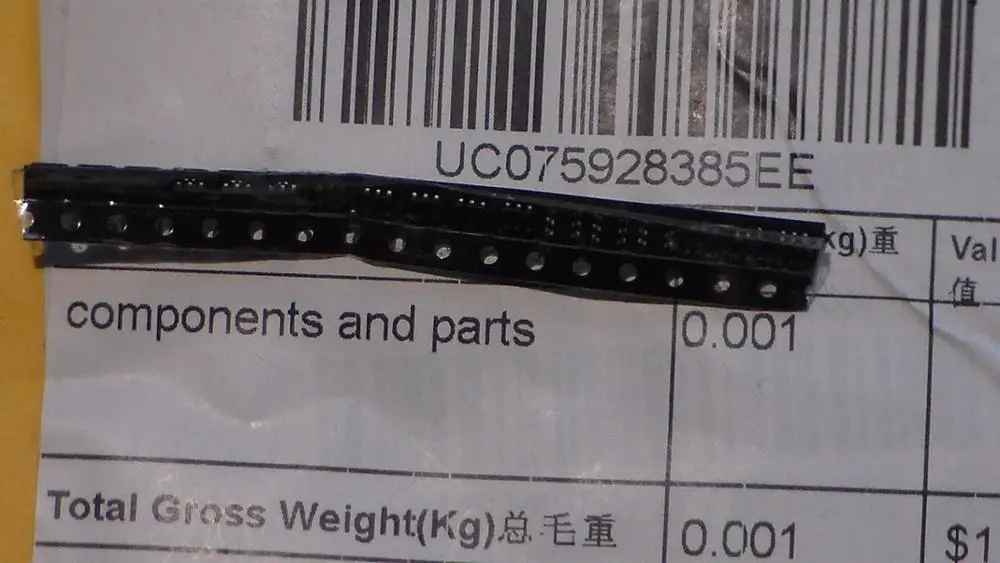 UC075928385EE
kg)重 Val
值
components and parts 0.001
Total Gross Weight(Kg)总毛重 0.001 $1